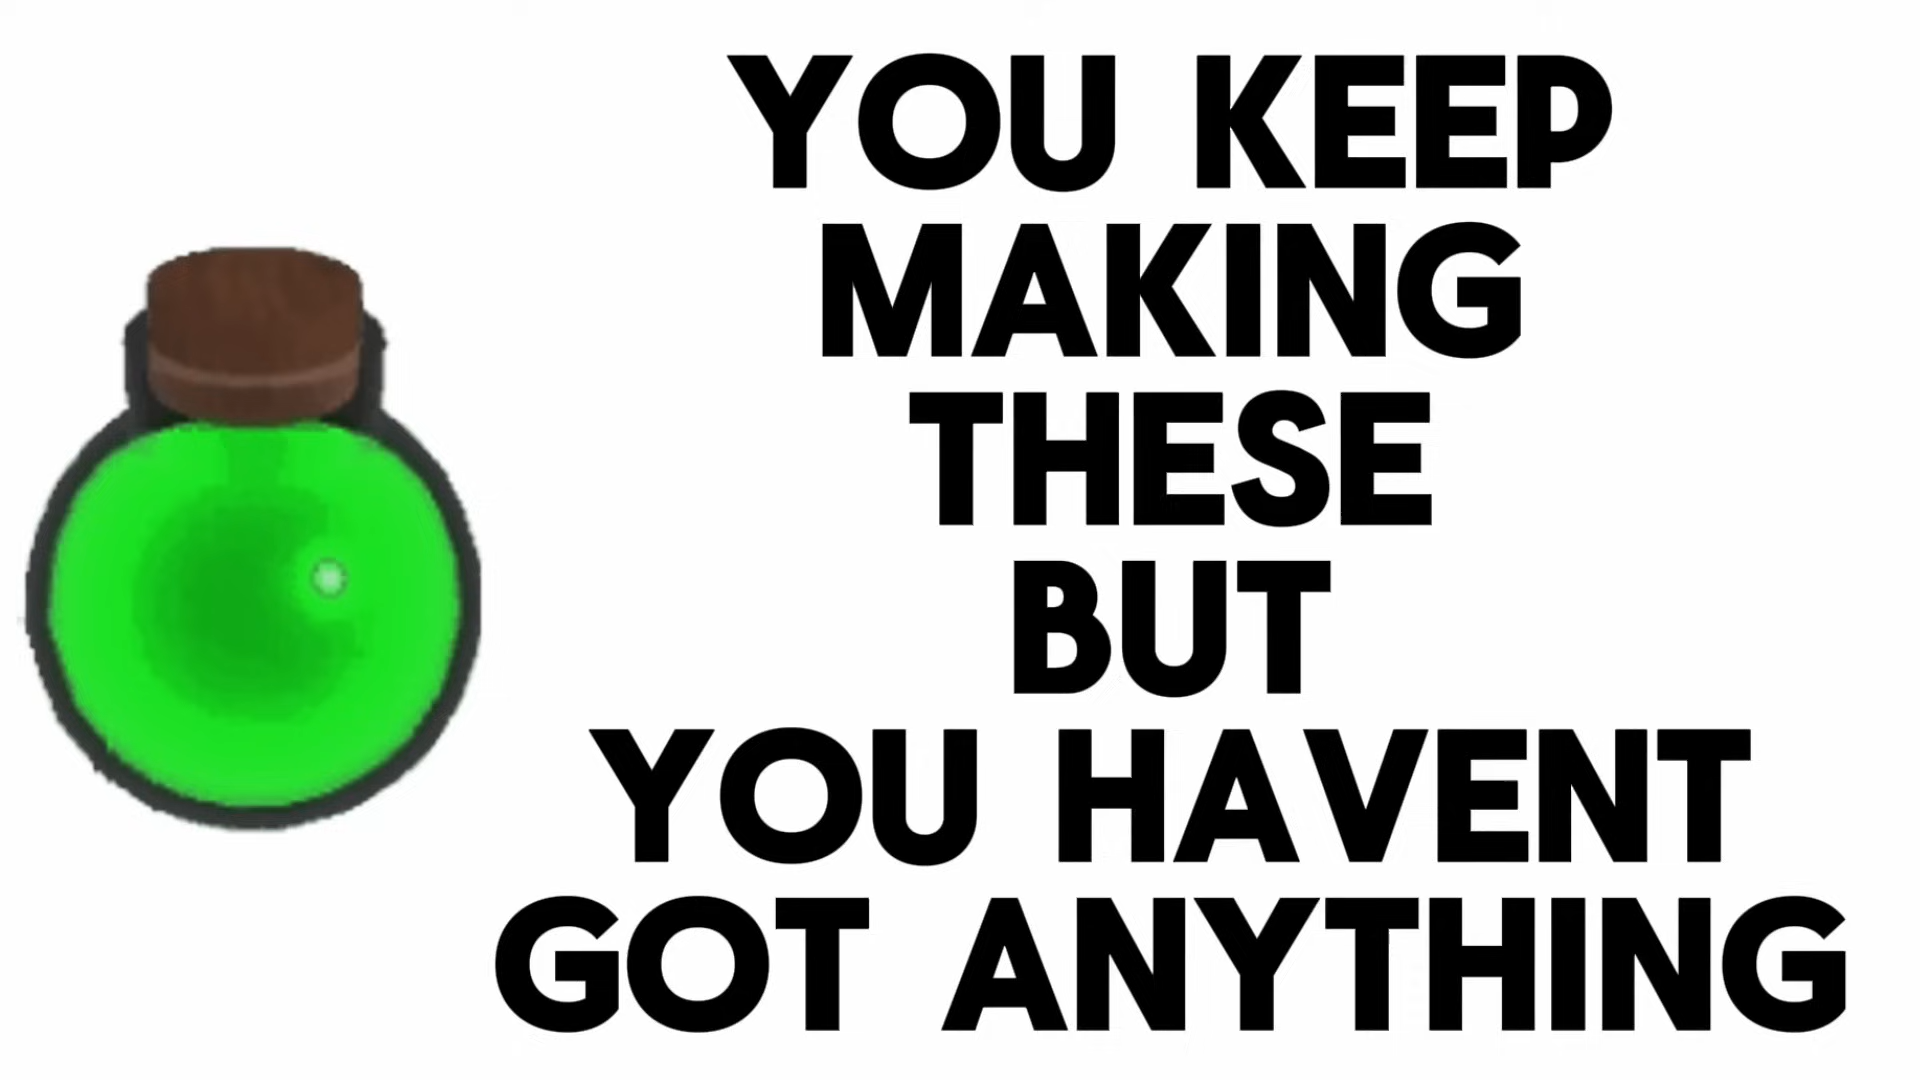 YOU KEEP
MAKING
THESE
BUT
YOU HAVENT
GOT ANYTHING